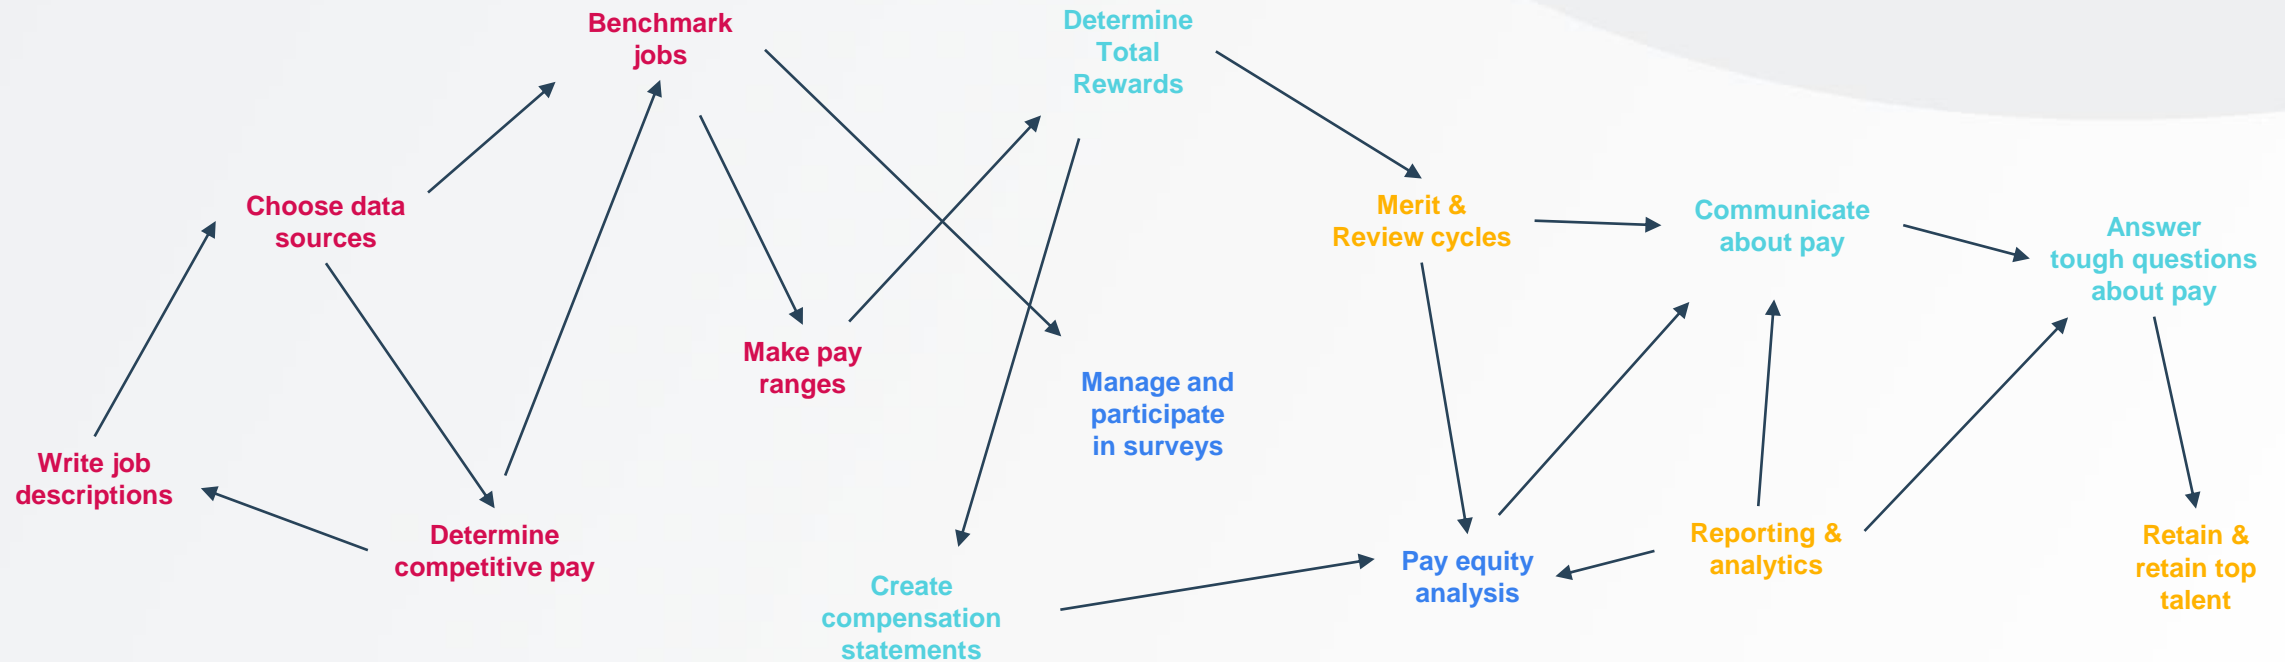 Benchmark
jobs
Determine
Total
Rewards
Choose data
sources
Merit &
Review cycles
Communicate
about pay
Answer
tough questions
about pay
Make pay
ranges
Manage and
participate
in surveys
Write job
descriptions
Determine
competitive pay
Create
compensation
statements
Pay equity
analysis
Reporting &
analytics
Retain &
retain top
talent